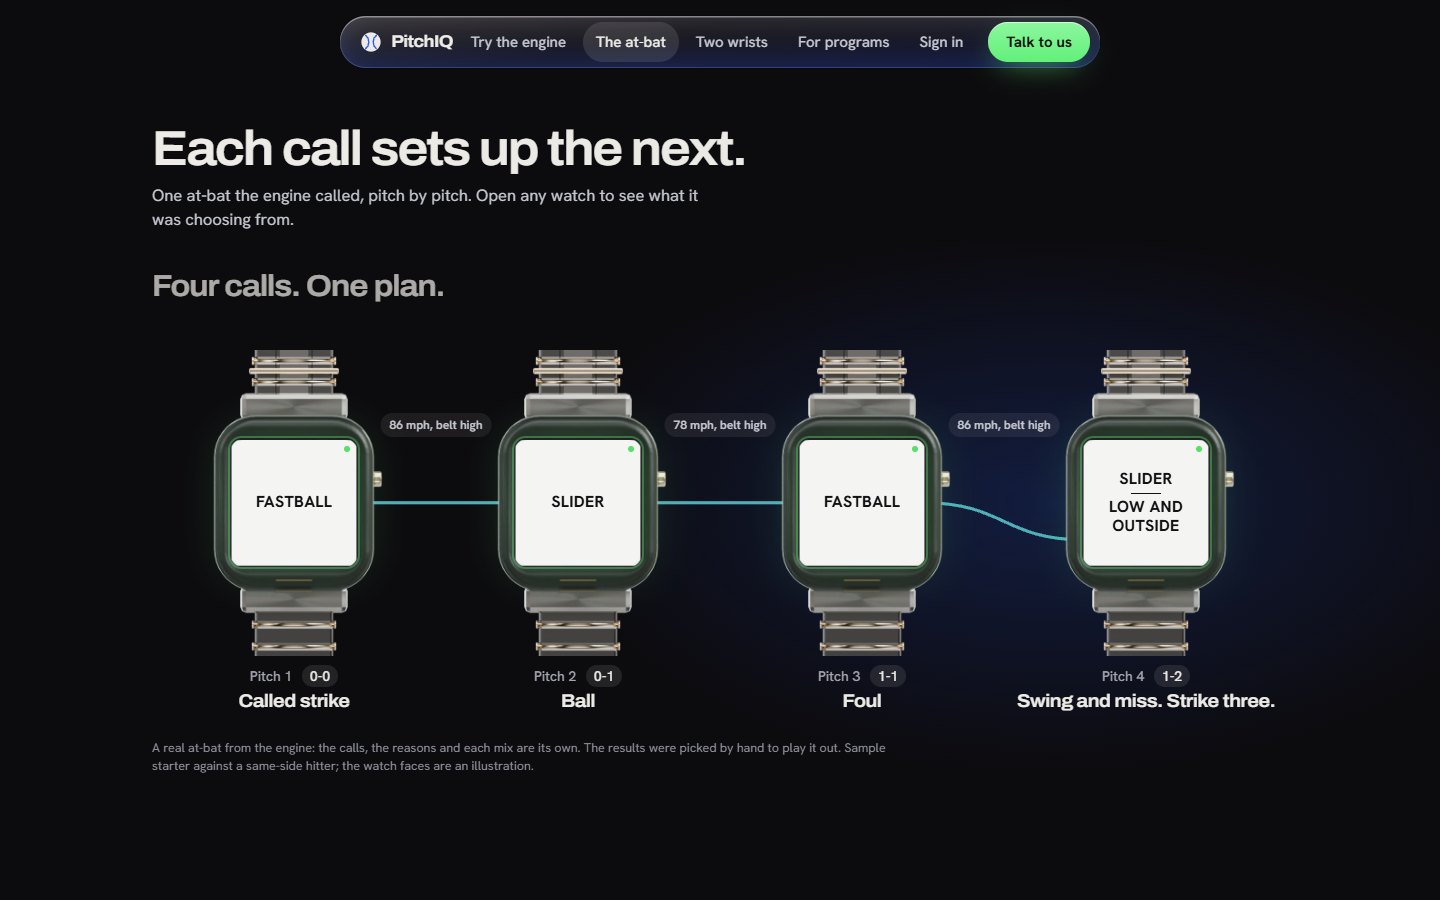 PitchIQ Try the engine The at-bat Two wrists For programs Sign in Talk to us
Each call sets up the next.
One at-bat the engine called, pitch by pitch. Open any watch to see what it
was choosing from.
Four calls. One plan.
86 mph, belt high
78 mph, belt high
86 mph, belt high
FASTBALL
SLIDER
FASTBALL
SLIDER
LOW AND
OUTSIDE
Pitch 1 0-0
Called strike
Pitch 2 0-1
Ball
Pitch 3 1-1
Foul
Pitch 4 1-2
Swing and miss. Strike three.
A real at-bat from the engine: the calls, the reasons and each mix are its own. The results were picked by hand to play it out. Sample
starter against a same-side hitter; the watch faces are an illustration.